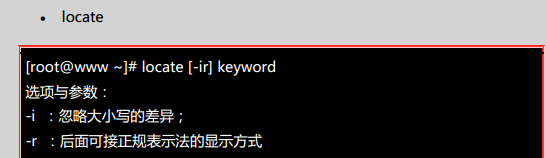 • locate
[root@www ~]# locate [-ir] keyword
选项与参数：
-i ：忽略大小写的差异；
-r ：后面可接正规表示法的显示方式